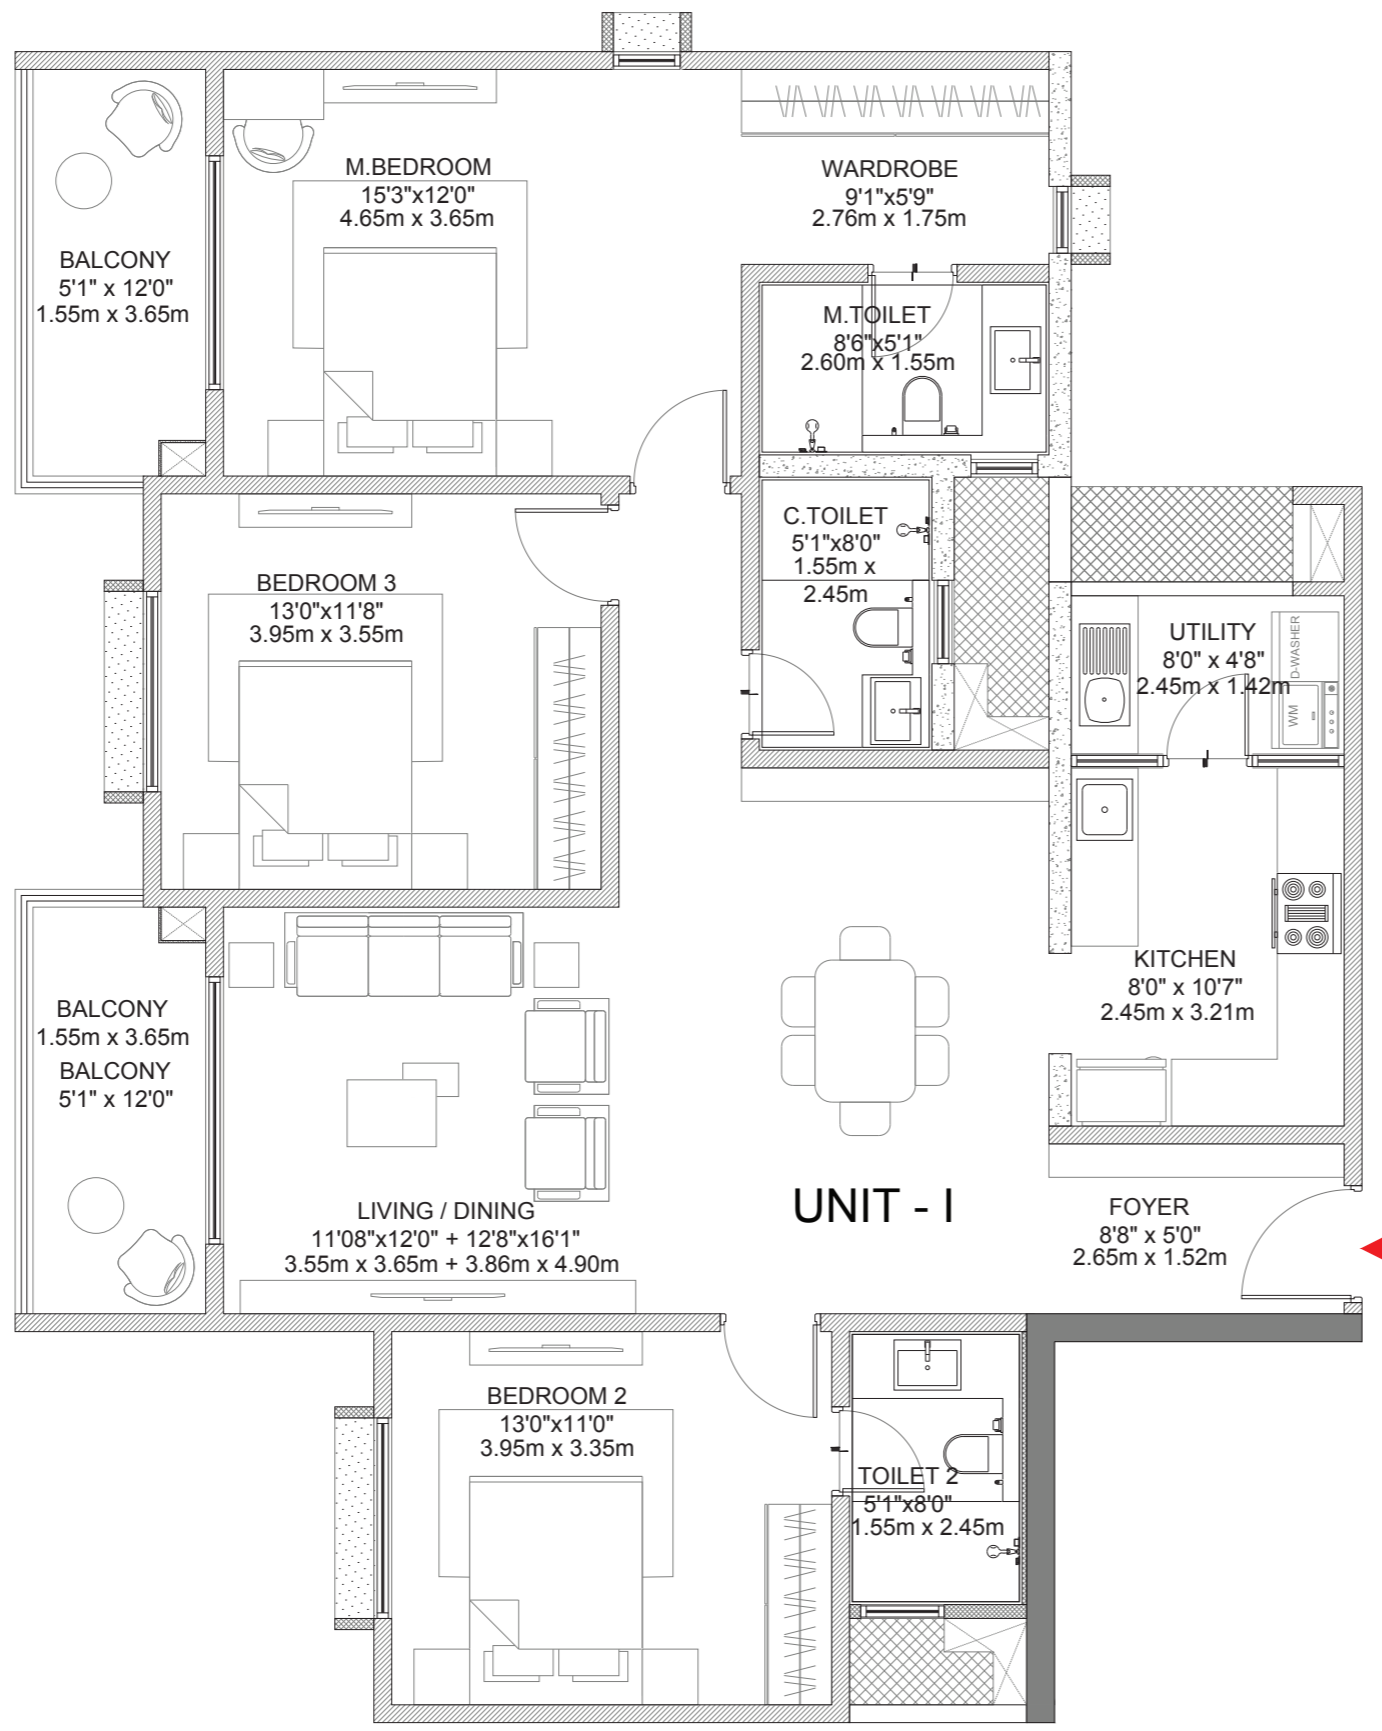 M.BEDROOM
15'3"x12'0"
4.65m x 3.65m
WARDROBE
9'1"x5'9"
2.76m x 1.75m
BALCONY
5'1" x 12'0"
1.55m x 3.65m
M.TOILET
8'6"x5'1"
2.60m x 1.55m
C.TOILET
5'1"x8'0"
1.55m x
2.45m
BEDROOM 3
13'0"x11'8"
3.95m x 3.55m
UTILITY
8'0" x 4'8"
2.45m x 1.42m
D-WASHER
WM
KITCHEN
8'0" x 10'7"
2.45m x 3.21m
BALCONY
1.55m x 3.65m
BALCONY
5'1" x 12'0"
LIVING / DINING
11'08"x12'0" + 12'8"x16'1"
3.55m x 3.65m + 3.86m x 4.90m
UNIT - I
FOYER
8'8" x 5'0"
2.65m x 1.52m
BEDROOM 2
13'0"x11'0"
3.95m x 3.35m
TOILET 2
5'1"x8'0"
1.55m x 2.45m